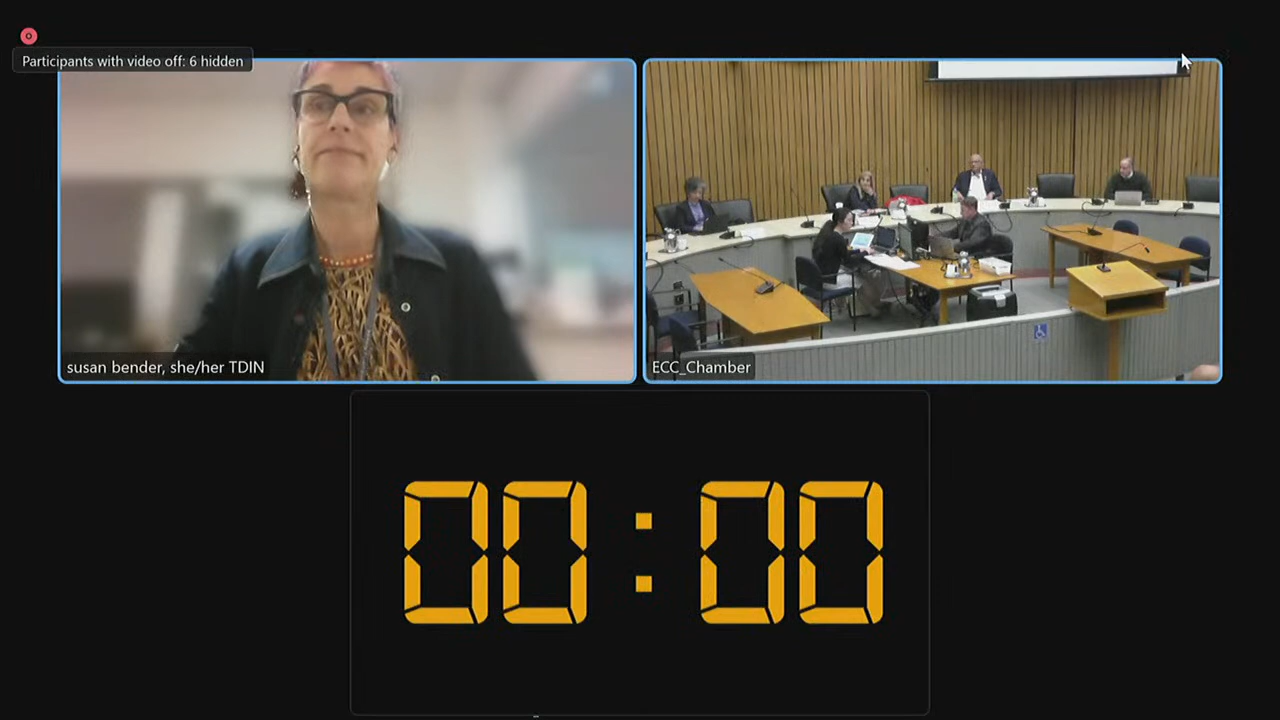 Participants with video off: 6 hidden
susan bender, she/her TDIN
ECC_Chamber
00:00